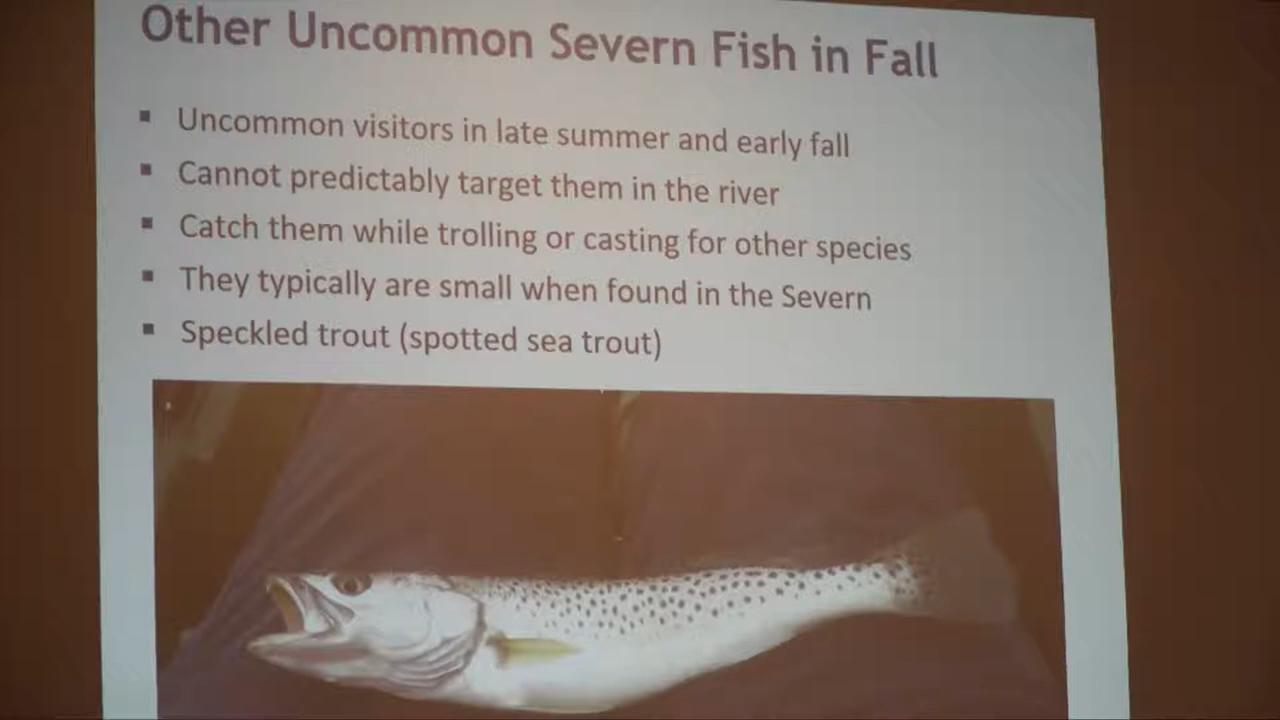 Other Uncommon Severn Fish in Fall
▪ Uncommon visitors in late summer and early fall
▪ Cannot predictably target them in the river
▪ Catch them while trolling or casting for other species
▪ They typically are small when found in the Severn
▪ Speckled trout (spotted sea trout)